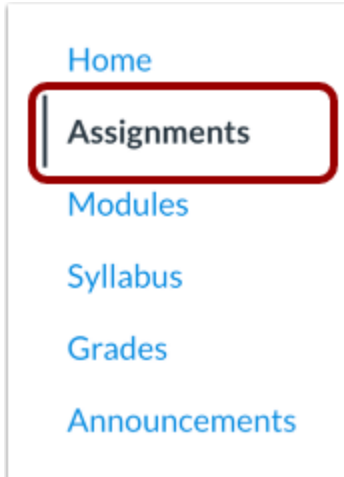 Home
Assignments
Modules
Syllabus
Grades
Announcements